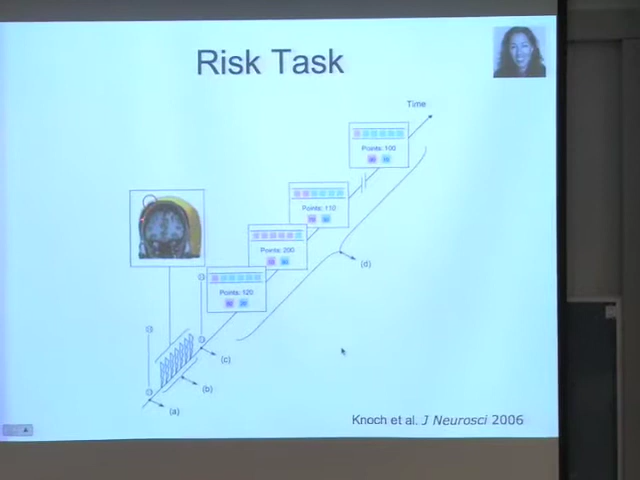 Risk Task
Time
Points: 100
Points: 110
Points: 200
Points: 120
(d)
(c)
(b)
(a)
Knoch et al. J Neurosci 2006